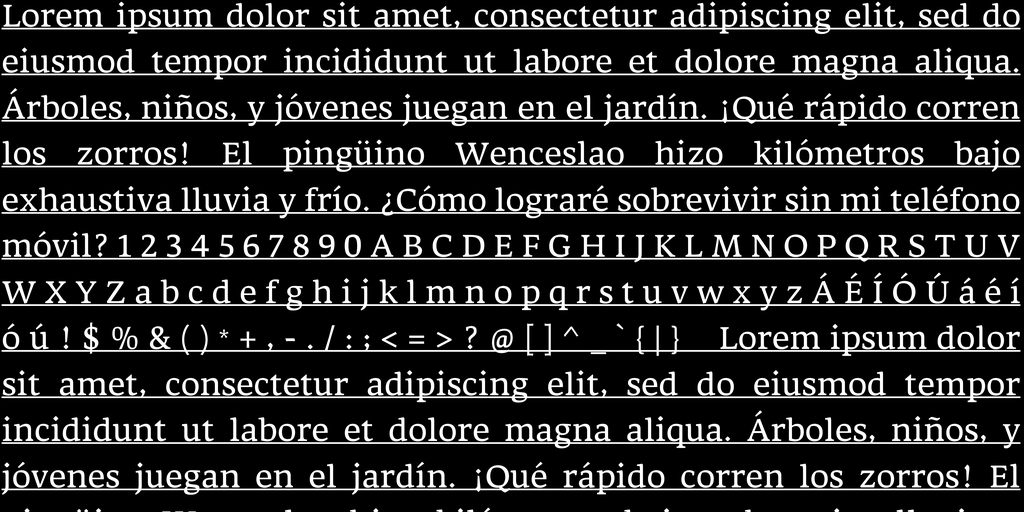 Lorem ipsum dolor sit amet, consectetur adipiscing elit, sed do
eiusmod tempor incididunt ut labore et dolore magna aliqua.
Árboles, niños, y jóvenes juegan en el jardín. ¡Qué rápido corren
los zorros! El pingüino Wenceslao hizo kilómetros bajo
exhaustiva lluvia y frío. ¿Cómo lograré sobrevivir sin mi teléfono
móvil? 1 2 3 4 5 6 7 8 9 0 A B C D E F G H I J K L M N O P Q R S T U V
W X Y Z a b c d e f g h i j k l m n o p q r s t u v w x y z Á É Í Ó Ú á é í
ó ú ! $ % & ( ) * + , - . / : ; < = > ? @ [ ] ^ _ ` { | } Lorem ipsum dolor
sit amet, consectetur adipiscing elit, sed do eiusmod tempor
incididunt ut labore et dolore magna aliqua. Árboles, niños, y
jóvenes juegan en el jardín. ¡Qué rápido corren los zorros! El